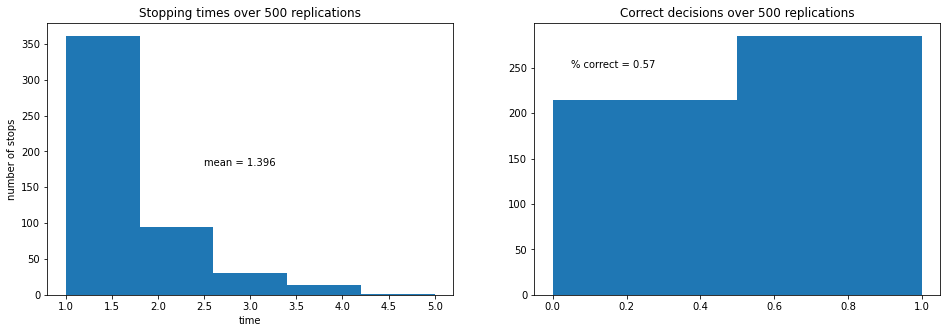 Stopping times over 500 replications
350
300
250
200
150
100
50
0
number of stops
mean = 1.396
1.0 1.5 2.0 2.5 3.0 3.5 4.0 4.5 5.0
time
Correct decisions over 500 replications
250
200
150
100
50
0
% correct = 0.57
0.0 0.2 0.4 0.6 0.8 1.0